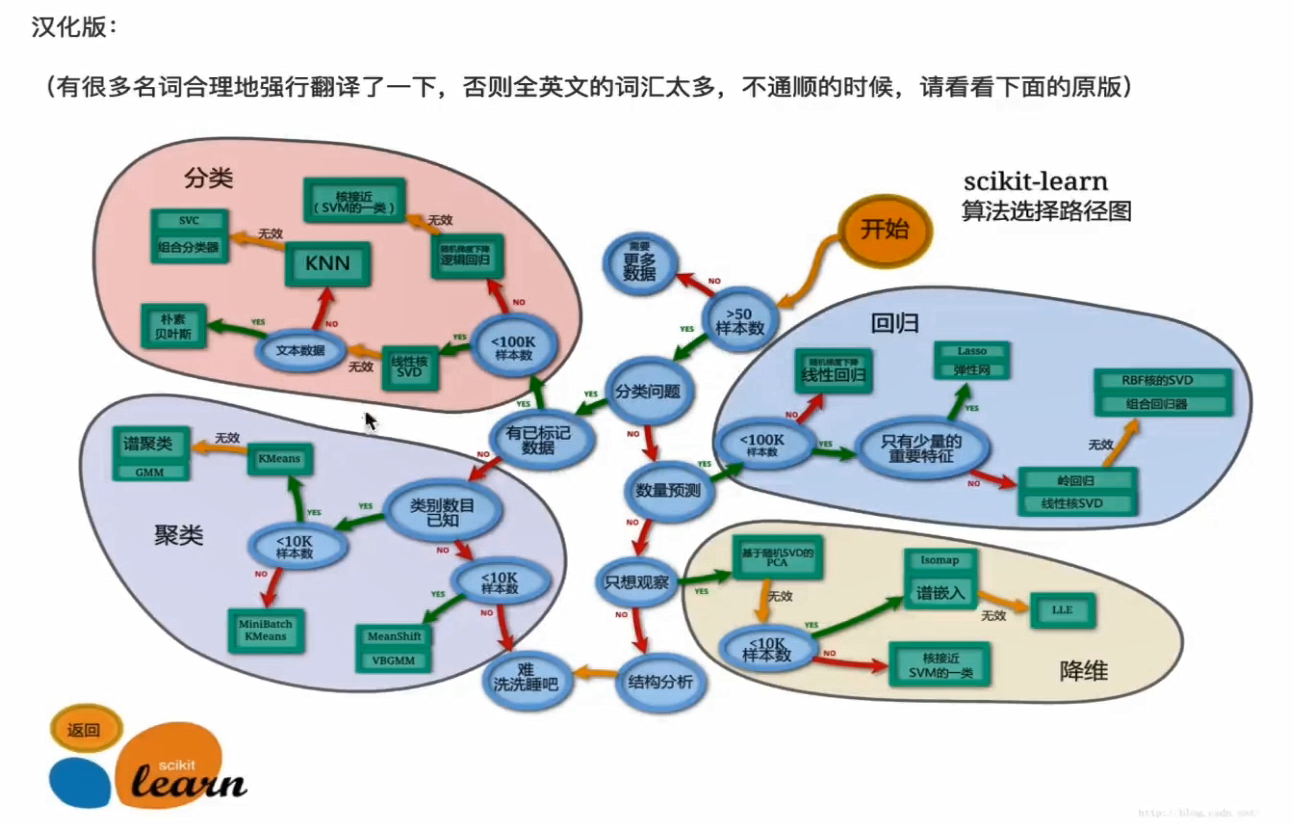 汉化版：
（有很多名词合理地强行翻译了一下，否则全英文的词汇太多，不通顺的时候，请看看下面的原版）
scikit-learn
算法选择路径图
开始
>50
样本数
NO
需要
更多
数据
YES
分类问题
YES
有已标记
数据
NO
数量预测
YES
NO
只想观察
YES
NO
结构分析
难
洗洗睡吧
分类
YES
<100K
样本数
NO
随机梯度下降
逻辑回归
无效
核接近
（SVM的一类）
YES
线性核
SVD
无效
文本数据
YES
朴素
贝叶斯
NO
KNN
无效
SVC
组合分类器
回归
<100K
样本数
NO
随机梯度下降
线性回归
YES
只有少量的
重要特征
YES
Lasso
弹性网
NO
岭回归
线性核SVD
无效
RBF核的SVD
组合回归器
聚类
NO
类别数目
已知
YES
<10K
样本数
YES
KMeans
无效
谱聚类
GMM
NO
MiniBatch
KMeans
NO
<10K
样本数
YES
MeanShift
VBGMM
NO
降维
基于随机SVD的
PCA
无效
<10K
样本数
YES
Isomap
谱嵌入
无效
LLE
NO
核接近
SVM的一类
返回
scikit
learn